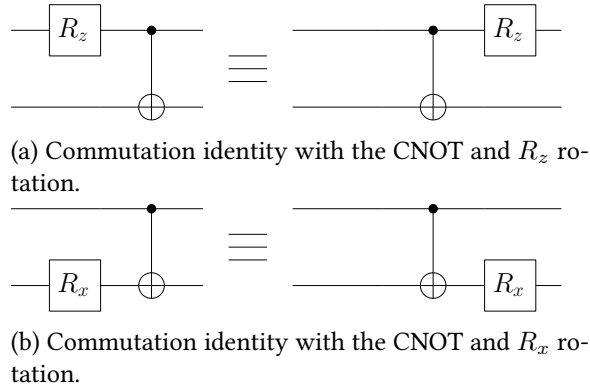 R_z R_z
(a) Commutation identity with the CNOT and R_z ro-
tation.
R_x R_x
(b) Commutation identity with the CNOT and R_x ro-
tation.